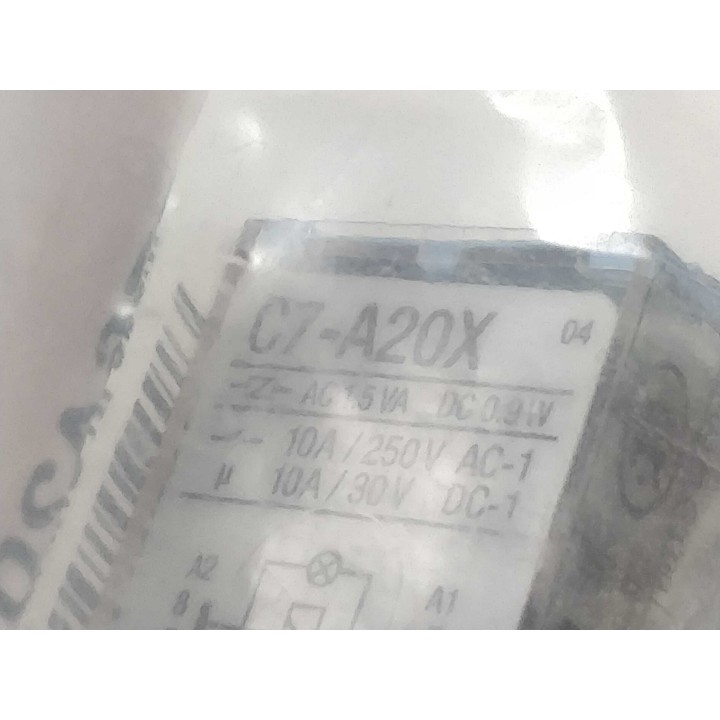 C7-A20X 04
AC 1.5 VA DC 0.9 W
10A / 250V AC-1
µ 10A / 30V DC-1
A2
A1
8